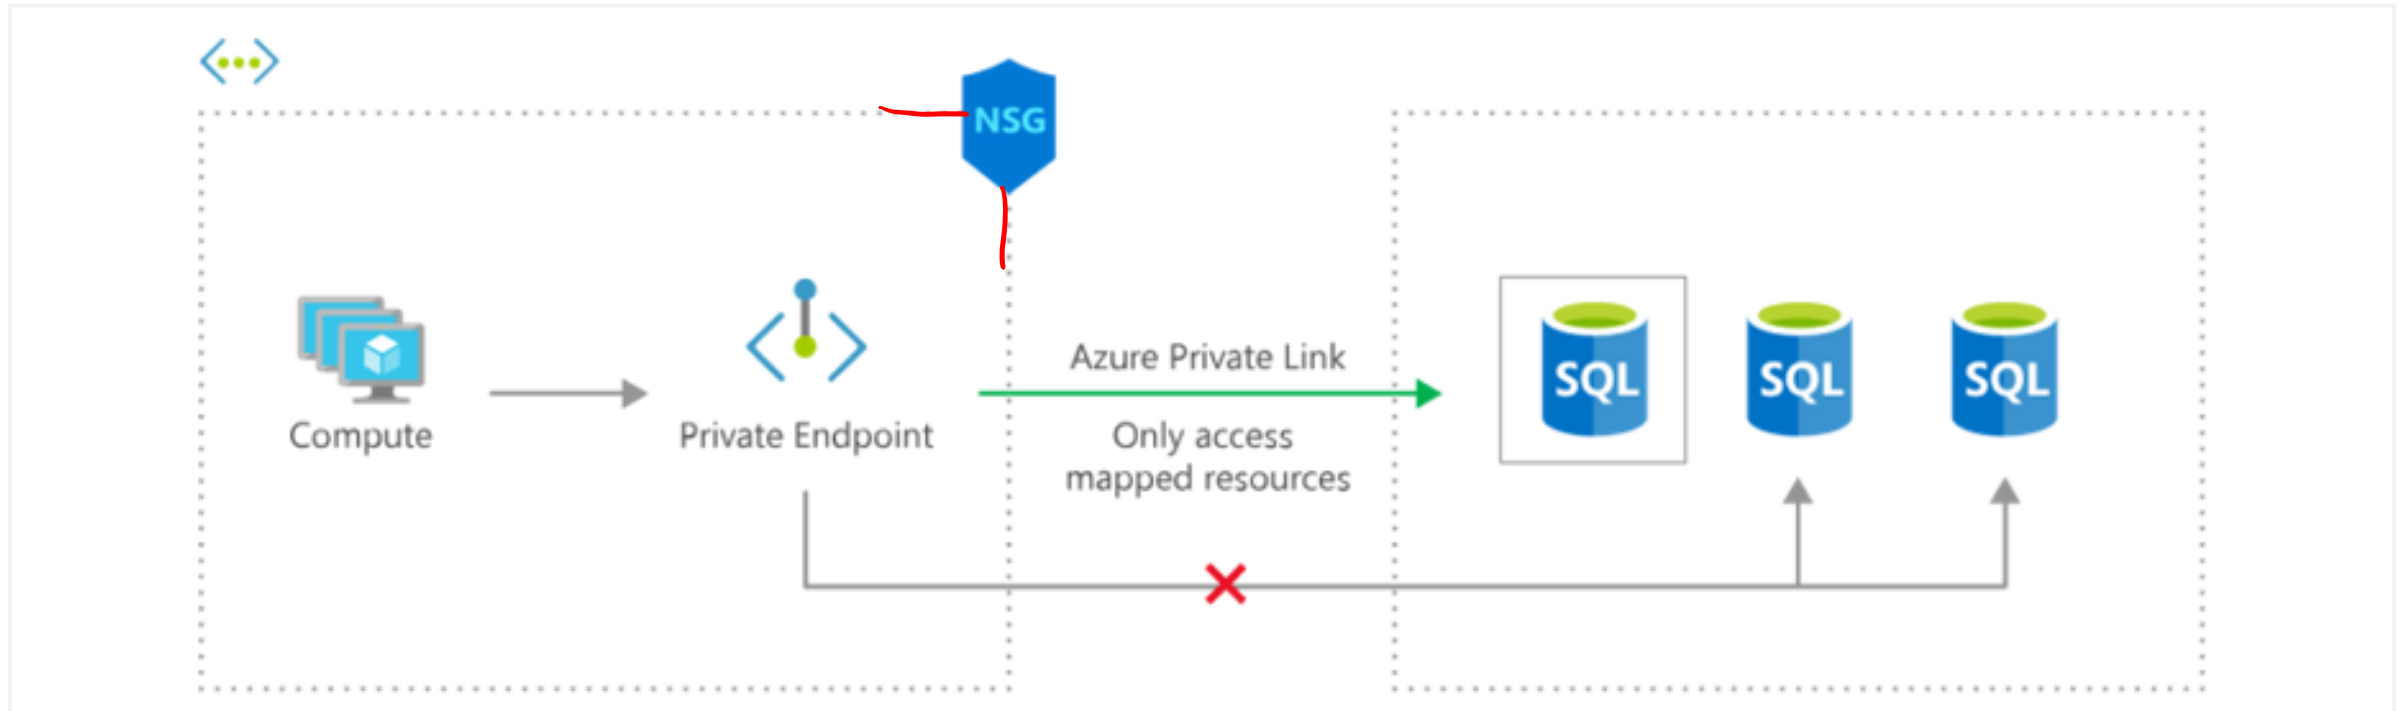 NSG
Azure Private Link
SQL
SQL
SQL
Compute
Private Endpoint
Only access
mapped resources